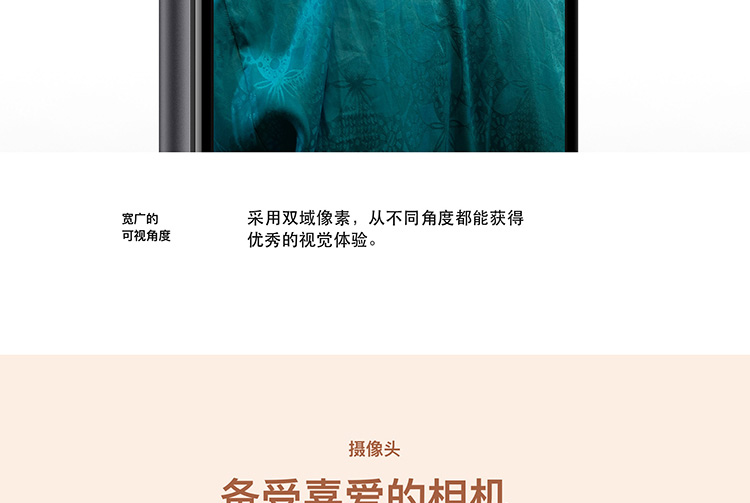 宽广的
可视角度
采用双域像素，从不同角度都能获得
优秀的视觉体验。
摄像头
备受喜爱的相机